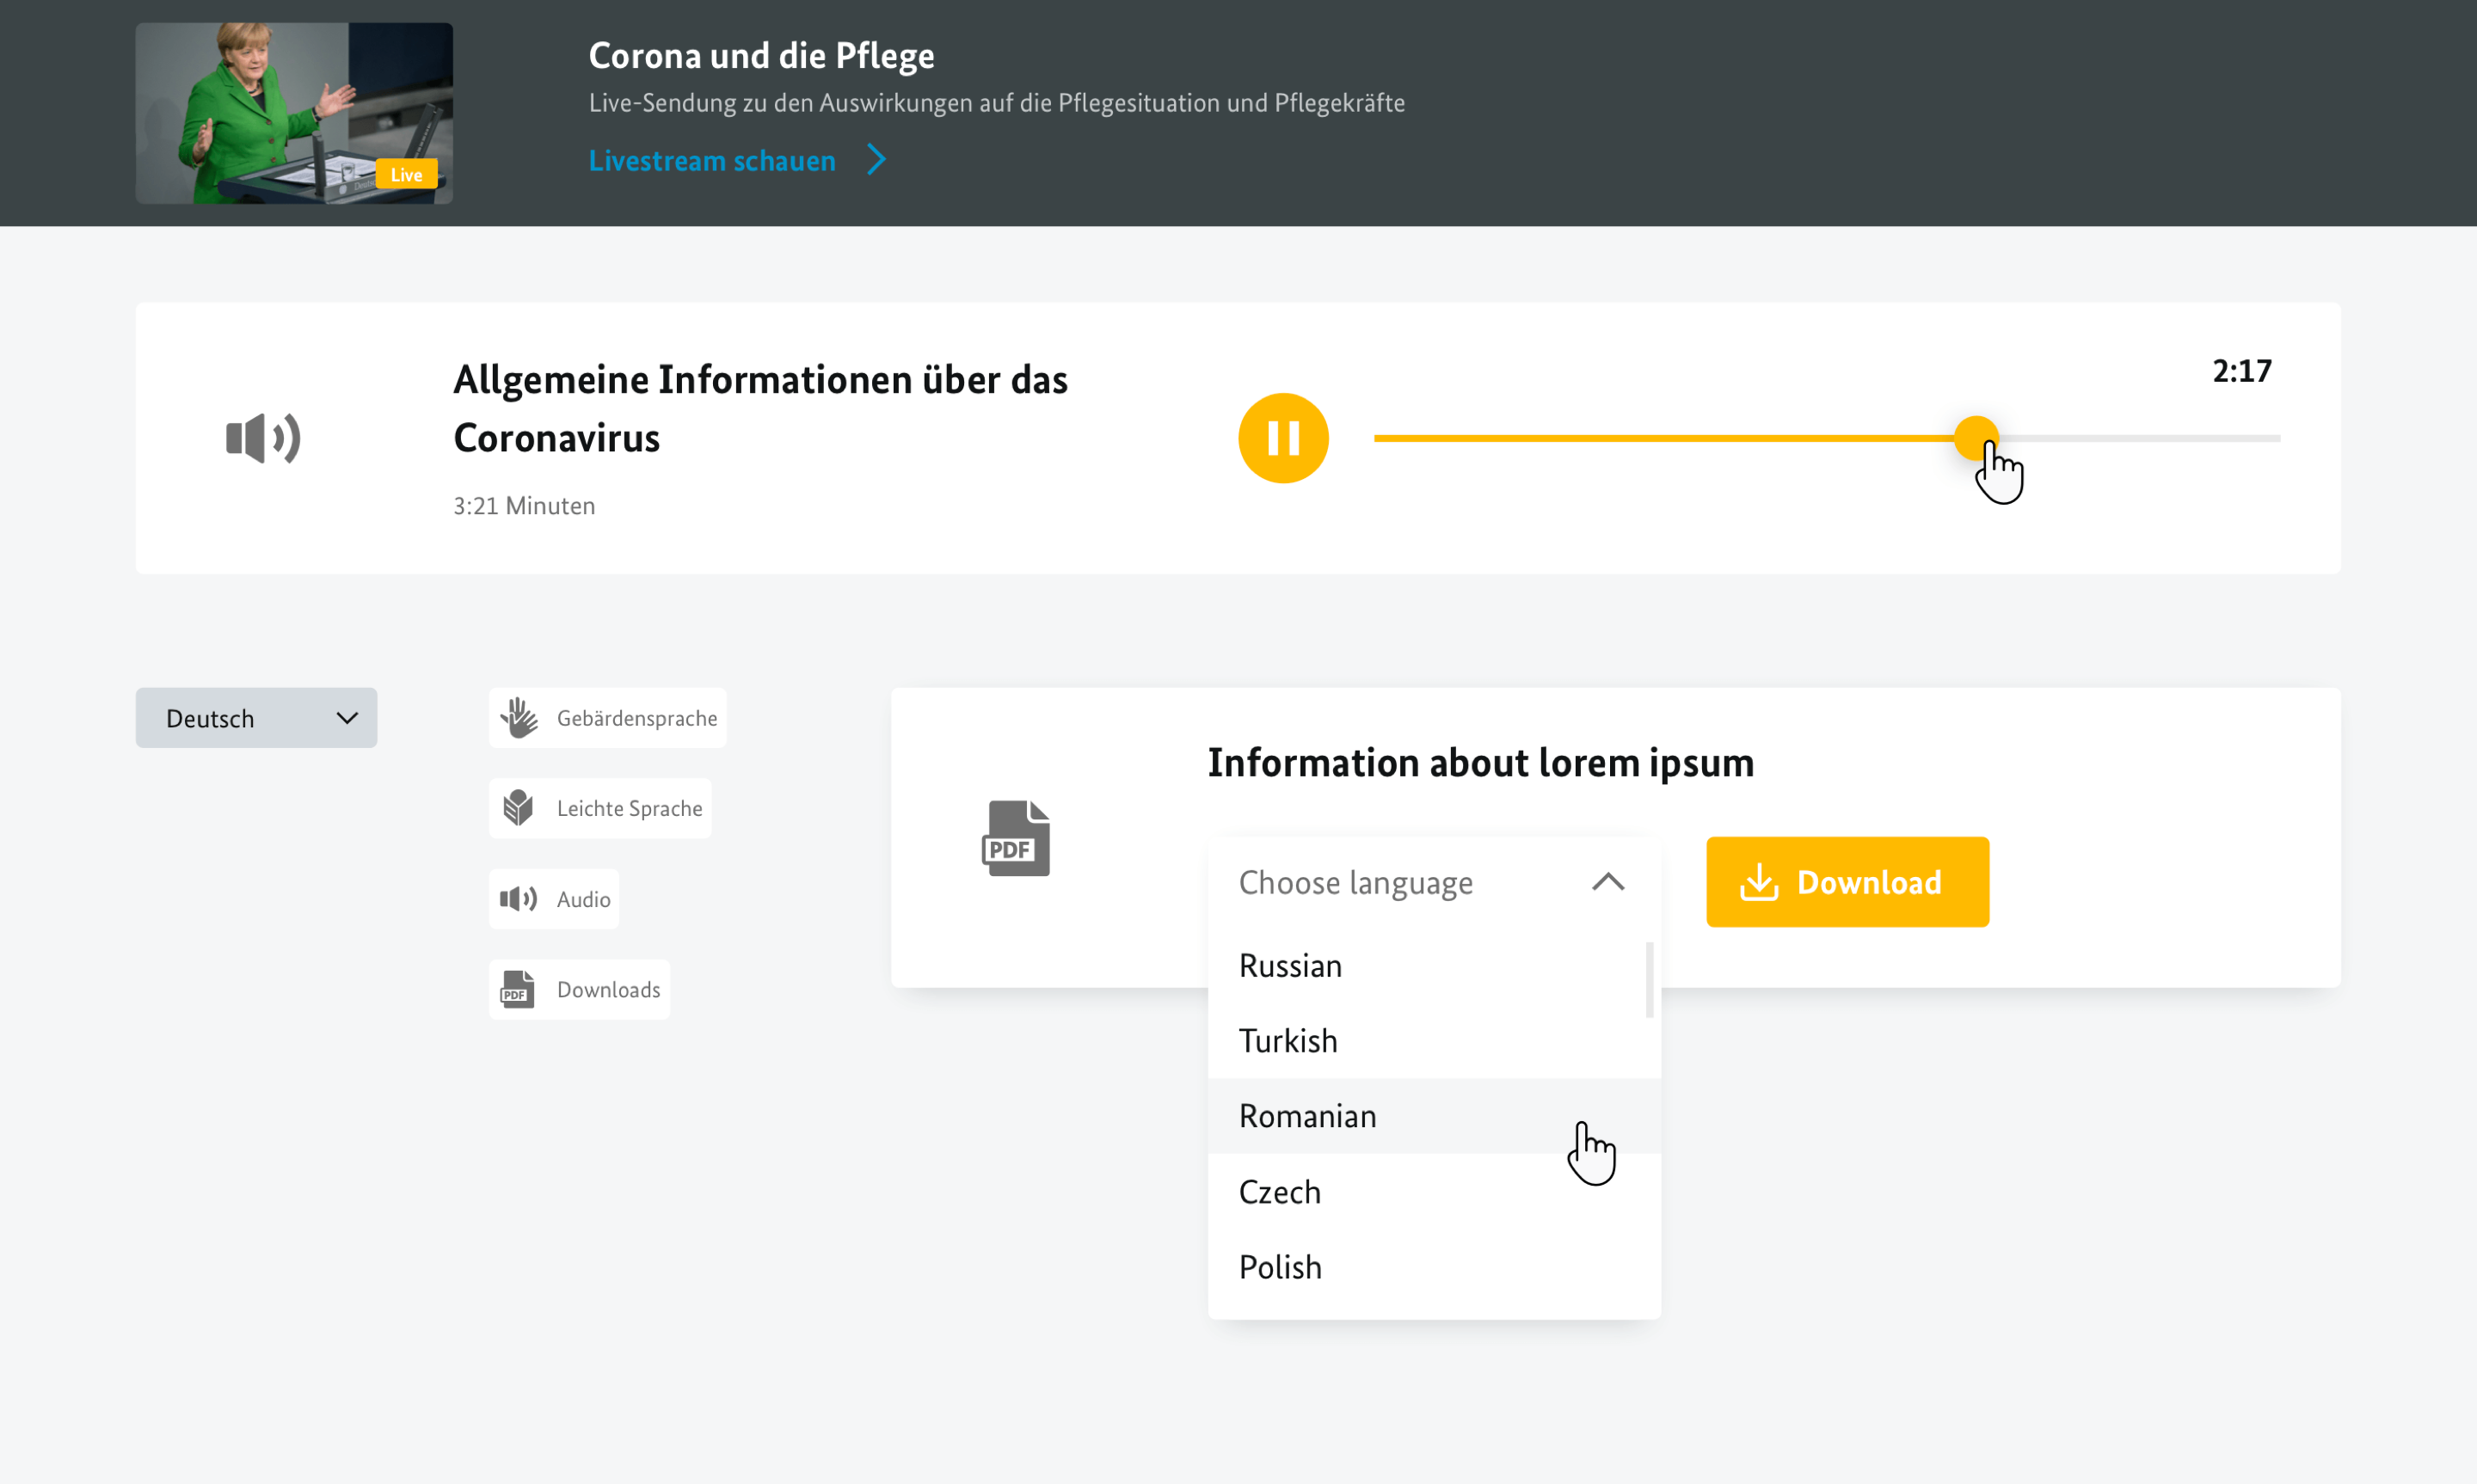 Live
Corona und die Pflege
Live-Sendung zu den Auswirkungen auf die Pflegesituation und Pflegekräfte
Livestream schauen
Allgemeine Informationen über das
Coronavirus
3:21 Minuten
2:17
Deutsch
Gebärdensprache
Leichte Sprache
Audio
PDF Downloads
PDF
Information about lorem ipsum
Choose language
Download
Russian
Turkish
Romanian
Czech
Polish